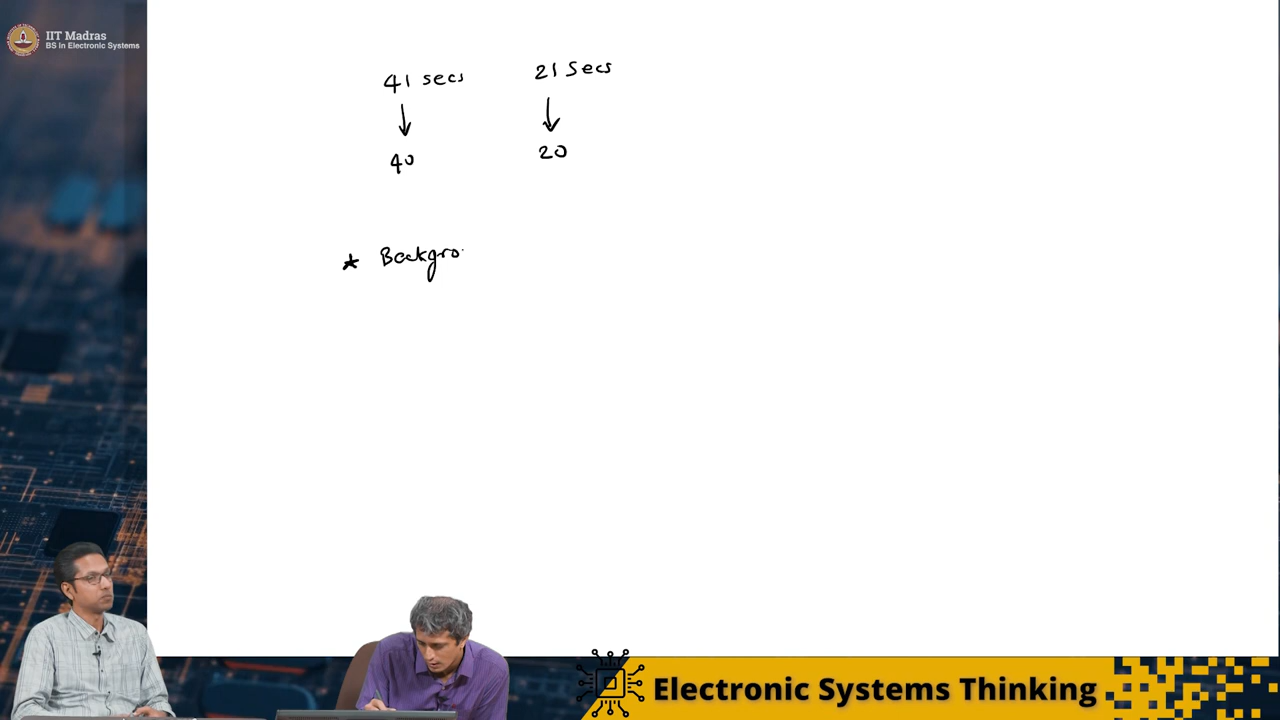 IIT Madras
BS in Electronic Systems
41 secs 21 Secs
40 20
* Backgro
Electronic Systems Thinking